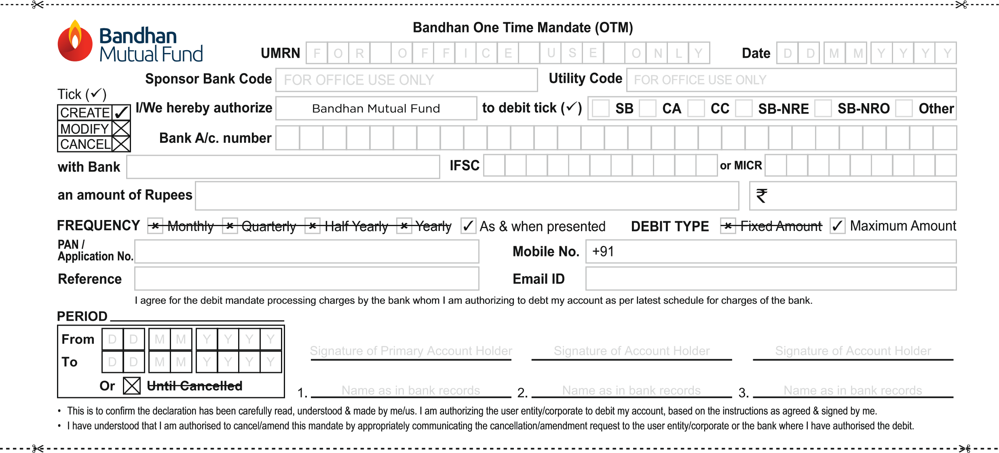 Bandhan
Mutual Fund
Bandhan One Time Mandate (OTM)
UMRN FOR OFFICE USE ONLY Date D D M M Y Y Y Y
Sponsor Bank Code FOR OFFICE USE ONLY Utility Code FOR OFFICE USE ONLY
Tick (✓)
CREATE ✓
MODIFY
CANCEL
I/We hereby authorize Bandhan Mutual Fund to debit tick (✓) SB CA CC SB-NRE SB-NRO Other
Bank A/c. number
with Bank IFSC or MICR
an amount of Rupees ₹
FREQUENCY Monthly Quarterly Half Yearly Yearly ✓ As & when presented DEBIT TYPE Fixed Amount ✓ Maximum Amount
PAN /
Application No. Mobile No. +91
Reference Email ID
I agree for the debit mandate processing charges by the bank whom I am authorizing to debt my account as per latest schedule for charges of the bank.
PERIOD
From D D M M Y Y Y Y
To D D M M Y Y Y Y
Or Until Cancelled
Signature of Primary Account Holder Signature of Account Holder Signature of Account Holder
1. Name as in bank records 2. Name as in bank records 3. Name as in bank records
• This is to confirm the declaration has been carefully read, understood & made by me/us. I am authorizing the user entity/corporate to debit my account, based on the instructions as agreed & signed by me.
• I have understood that I am authorised to cancel/amend this mandate by appropriately communicating the cancellation/amendment request to the user entity/corporate or the bank where I have authorised the debit.